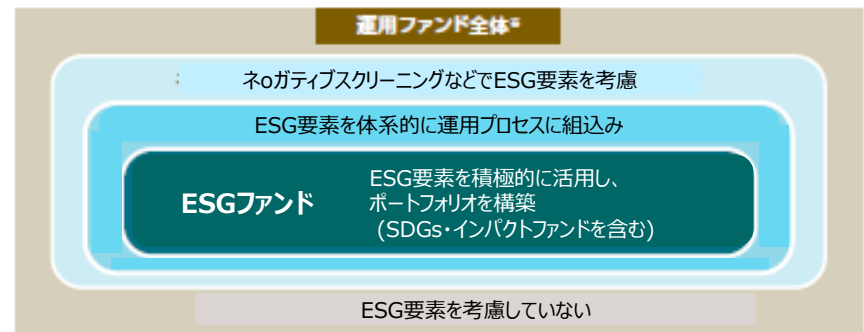 運用ファンド全体※
ネoガティブスクリーニングなどでESG要素を考慮
ESG要素を体系的に運用プロセスに組込み
ESGファンド
ESG要素を積極的に活用し、
ポートフォリオを構築
(SDGs・インパクトファンドを含む)
ESG要素を考慮していない